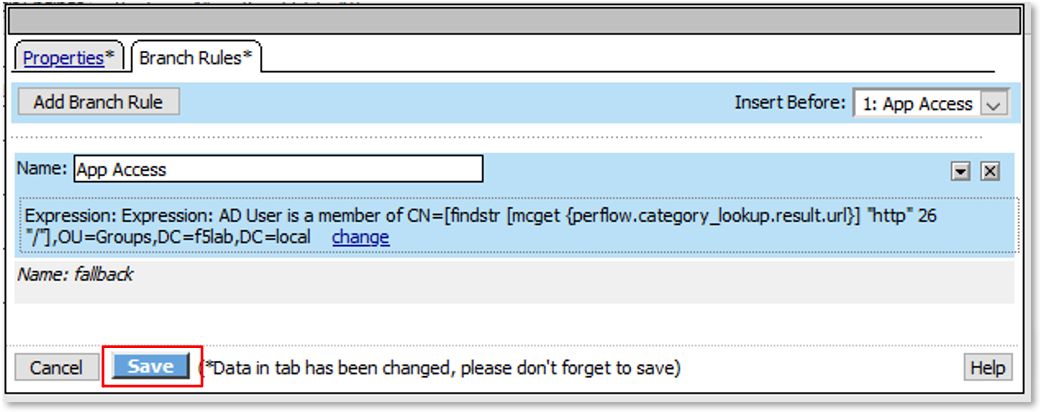 Properties* Branch Rules*
Add Branch Rule Insert Before: 1: App Access
Name: App Access
Expression: Expression: AD User is a member of CN=[findstr [mcget {perflow.category_lookup.result.url}] "http" 26
"/"],OU=Groups,DC=f5lab,DC=local change
Name: fallback
Cancel Save (*Data in tab has been changed, please don't forget to save) Help